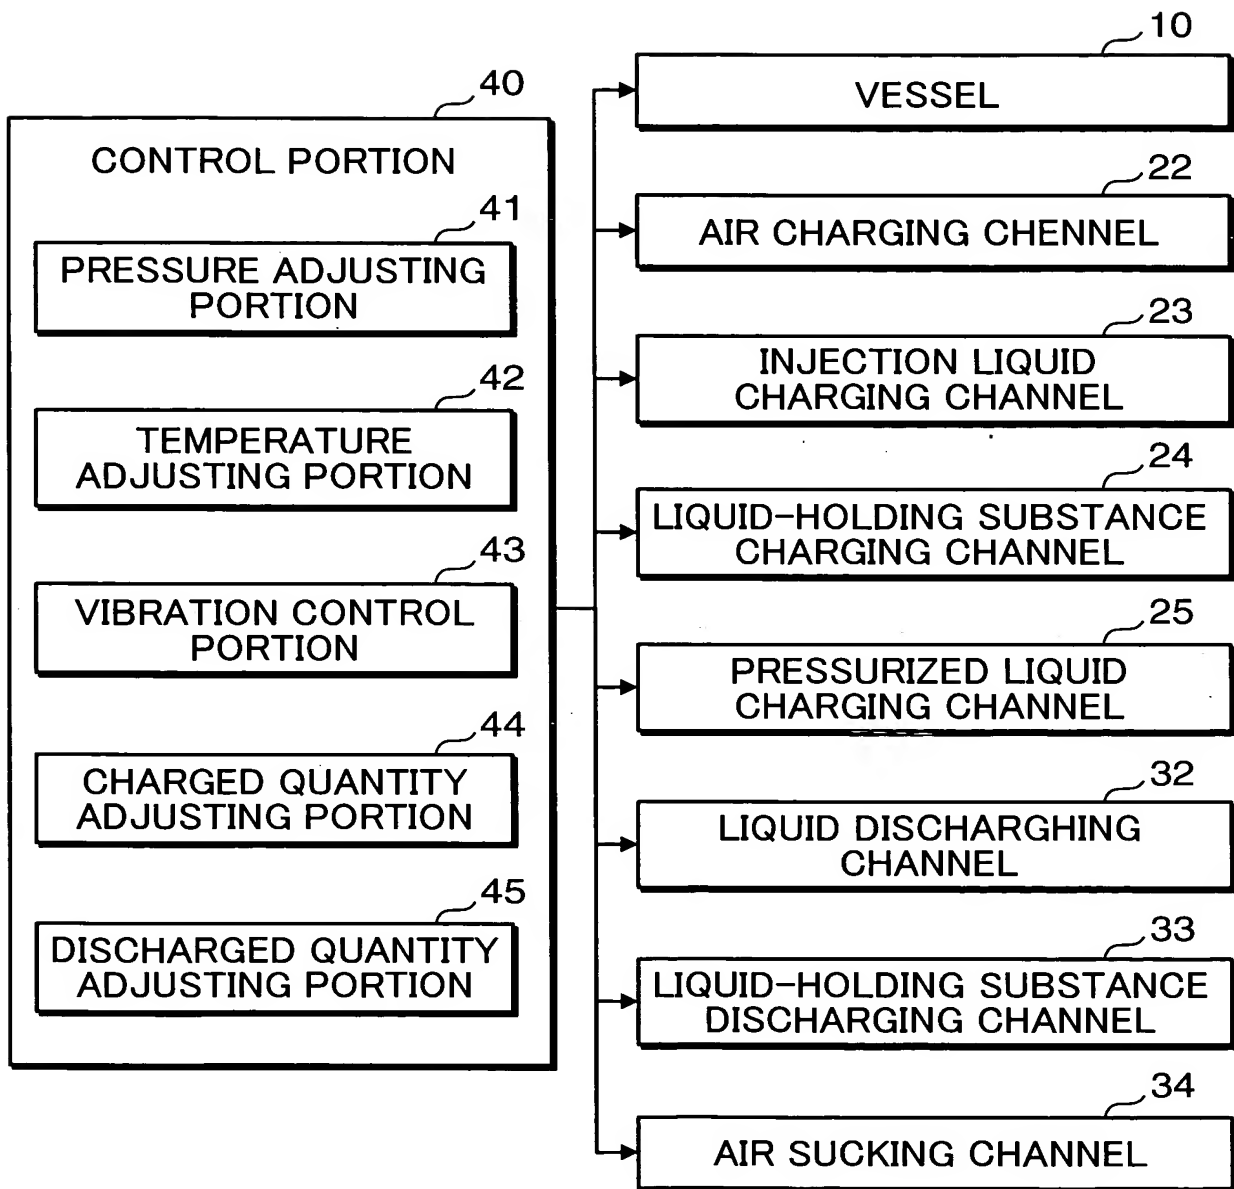 40
CONTROL PORTION
41
PRESSURE ADJUSTING
PORTION
42
TEMPERATURE
ADJUSTING PORTION
43
VIBRATION CONTROL
PORTION
44
CHARGED QUANTITY
ADJUSTING PORTION
45
DISCHARGED QUANTITY
ADJUSTING PORTION
10
VESSEL
22
AIR CHARGING CHENNEL
23
INJECTION LIQUID
CHARGING CHANNEL
24
LIQUID-HOLDING SUBSTANCE
CHARGING CHANNEL
25
PRESSURIZED LIQUID
CHARGING CHANNEL
32
LIQUID DISCHARGHING
CHANNEL
33
LIQUID-HOLDING SUBSTANCE
DISCHARGING CHANNEL
34
AIR SUCKING CHANNEL